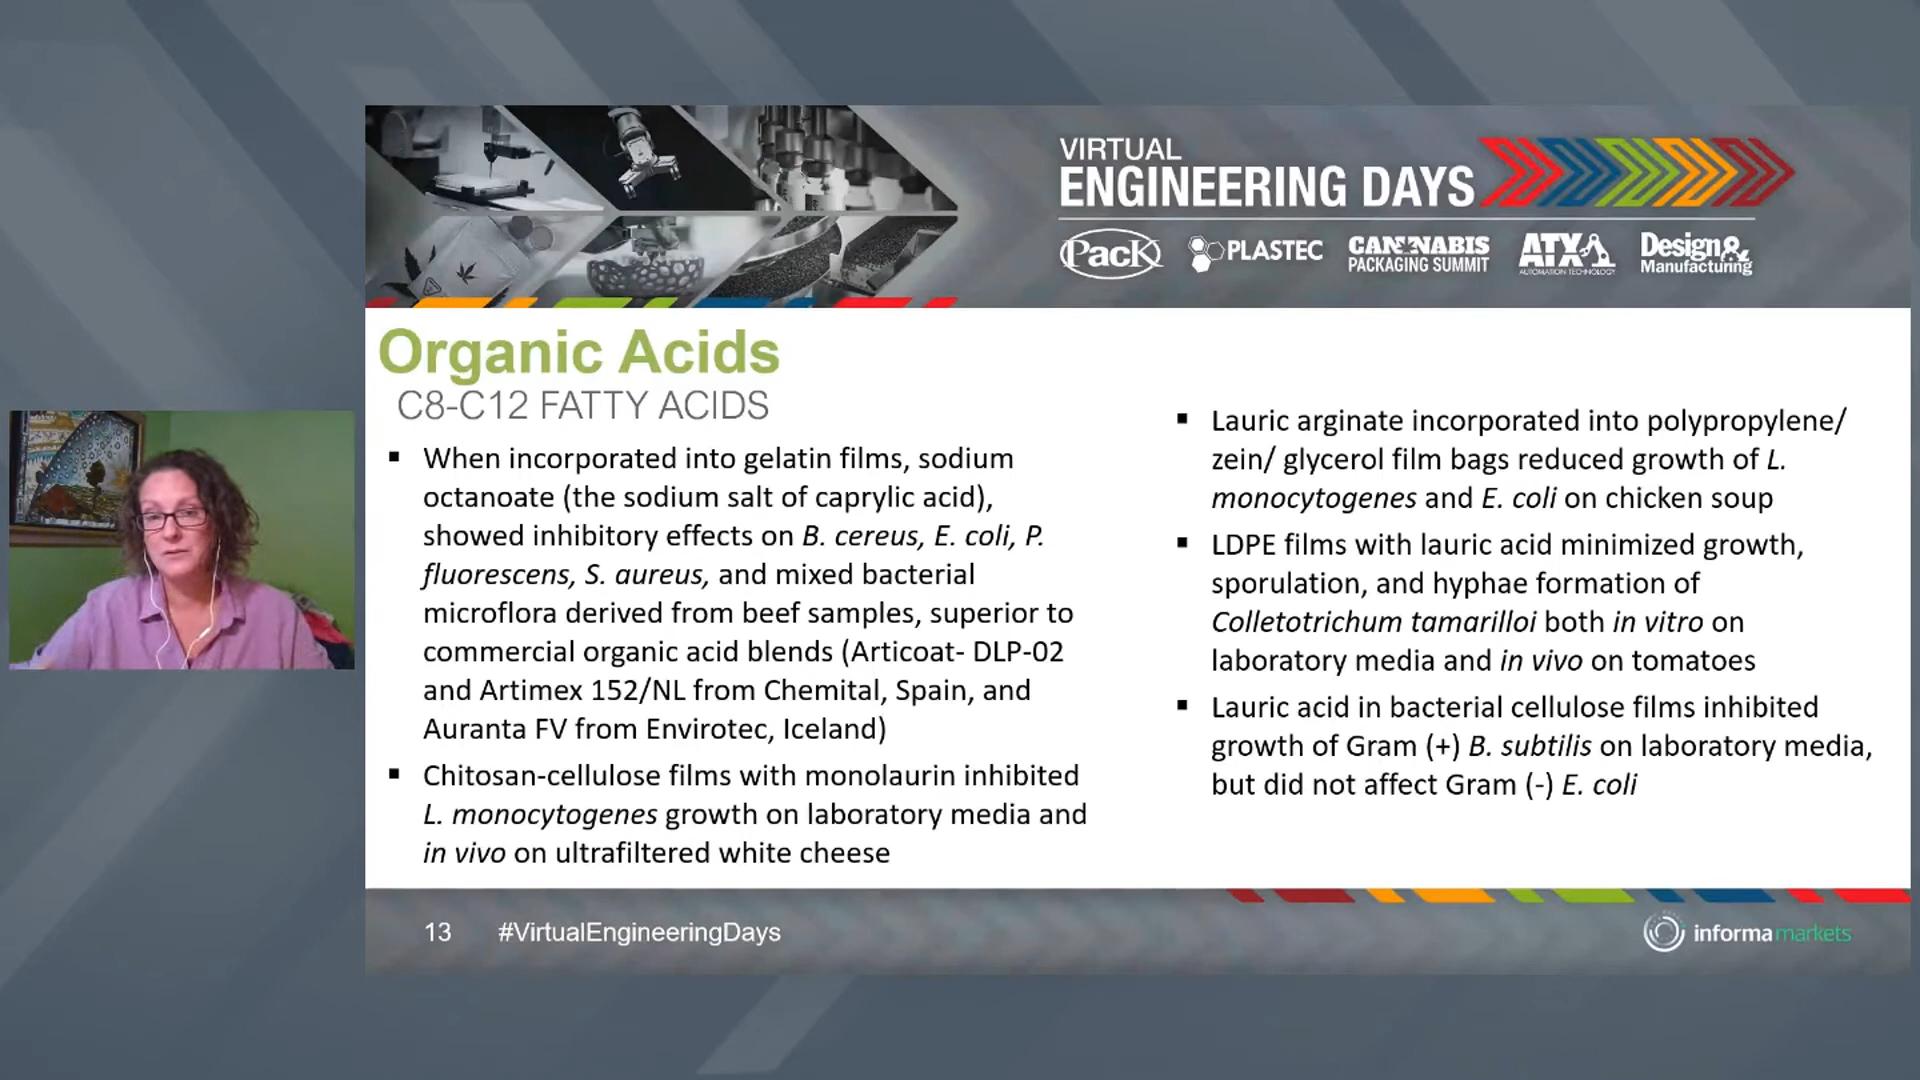 VIRTUAL
ENGINEERING DAYS
PACK
PLASTEC
CANNABIS
PACKAGING SUMMIT
ATX
AUTOMATION TECHNOLOGY
Design&
Manufacturing
Organic Acids
C8-C12 FATTY ACIDS
▪ When incorporated into gelatin films, sodium
octanoate (the sodium salt of caprylic acid),
showed inhibitory effects on B. cereus, E. coli, P.
fluorescens, S. aureus, and mixed bacterial
microflora derived from beef samples, superior to
commercial organic acid blends (Articoat- DLP-02
and Artimex 152/NL from Chemital, Spain, and
Auranta FV from Envirotec, Iceland)
▪ Chitosan-cellulose films with monolaurin inhibited
L. monocytogenes growth on laboratory media and
in vivo on ultrafiltered white cheese
▪ Lauric arginate incorporated into polypropylene/
zein/ glycerol film bags reduced growth of L.
monocytogenes and E. coli on chicken soup
▪ LDPE films with lauric acid minimized growth,
sporulation, and hyphae formation of
Colletotrichum tamarilloi both in vitro on
laboratory media and in vivo on tomatoes
▪ Lauric acid in bacterial cellulose films inhibited
growth of Gram (+) B. subtilis on laboratory media,
but did not affect Gram (-) E. coli
13 #VirtualEngineeringDays
informa markets